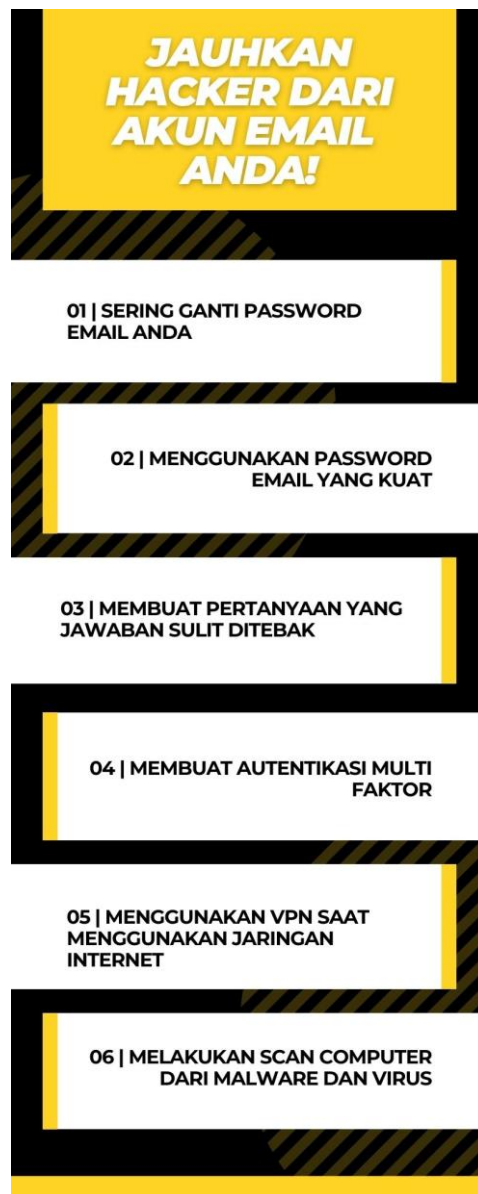 JAUHKAN
HACKER DARI
AKUN EMAIL
ANDA!
01 | SERING GANTI PASSWORD
EMAIL ANDA
02 | MENGGUNAKAN PASSWORD
EMAIL YANG KUAT
03 | MEMBUAT PERTANYAAN YANG
JAWABAN SULIT DITEBAK
04 | MEMBUAT AUTENTIKASI MULTI
FAKTOR
05 | MENGGUNAKAN VPN SAAT
MENGGUNAKAN JARINGAN
INTERNET
06 | MELAKUKAN SCAN COMPUTER
DARI MALWARE DAN VIRUS